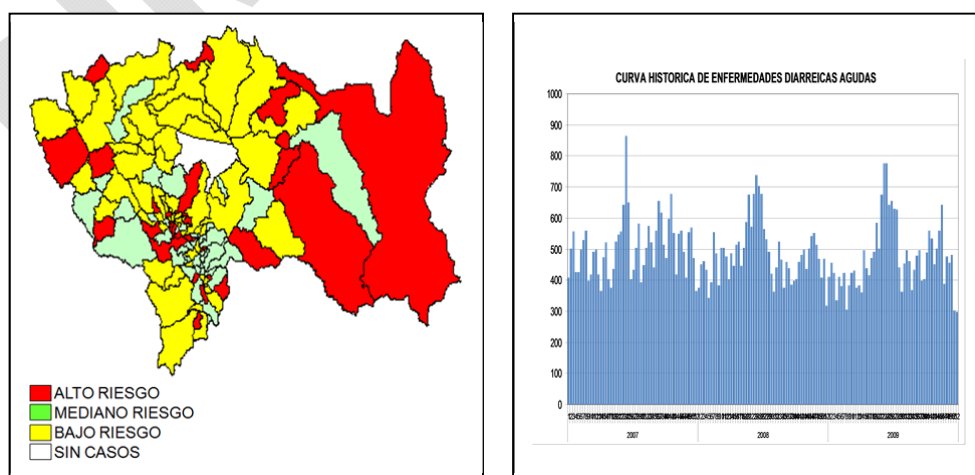 ALTO RIESGO
MEDIANO RIESGO
BAJO RIESGO
SIN CASOS
CURVA HISTORICA DE ENFERMEDADES DIARREICAS AGUDAS
1000
900
800
700
600
500
400
300
200
100
0
2007 2008 2009